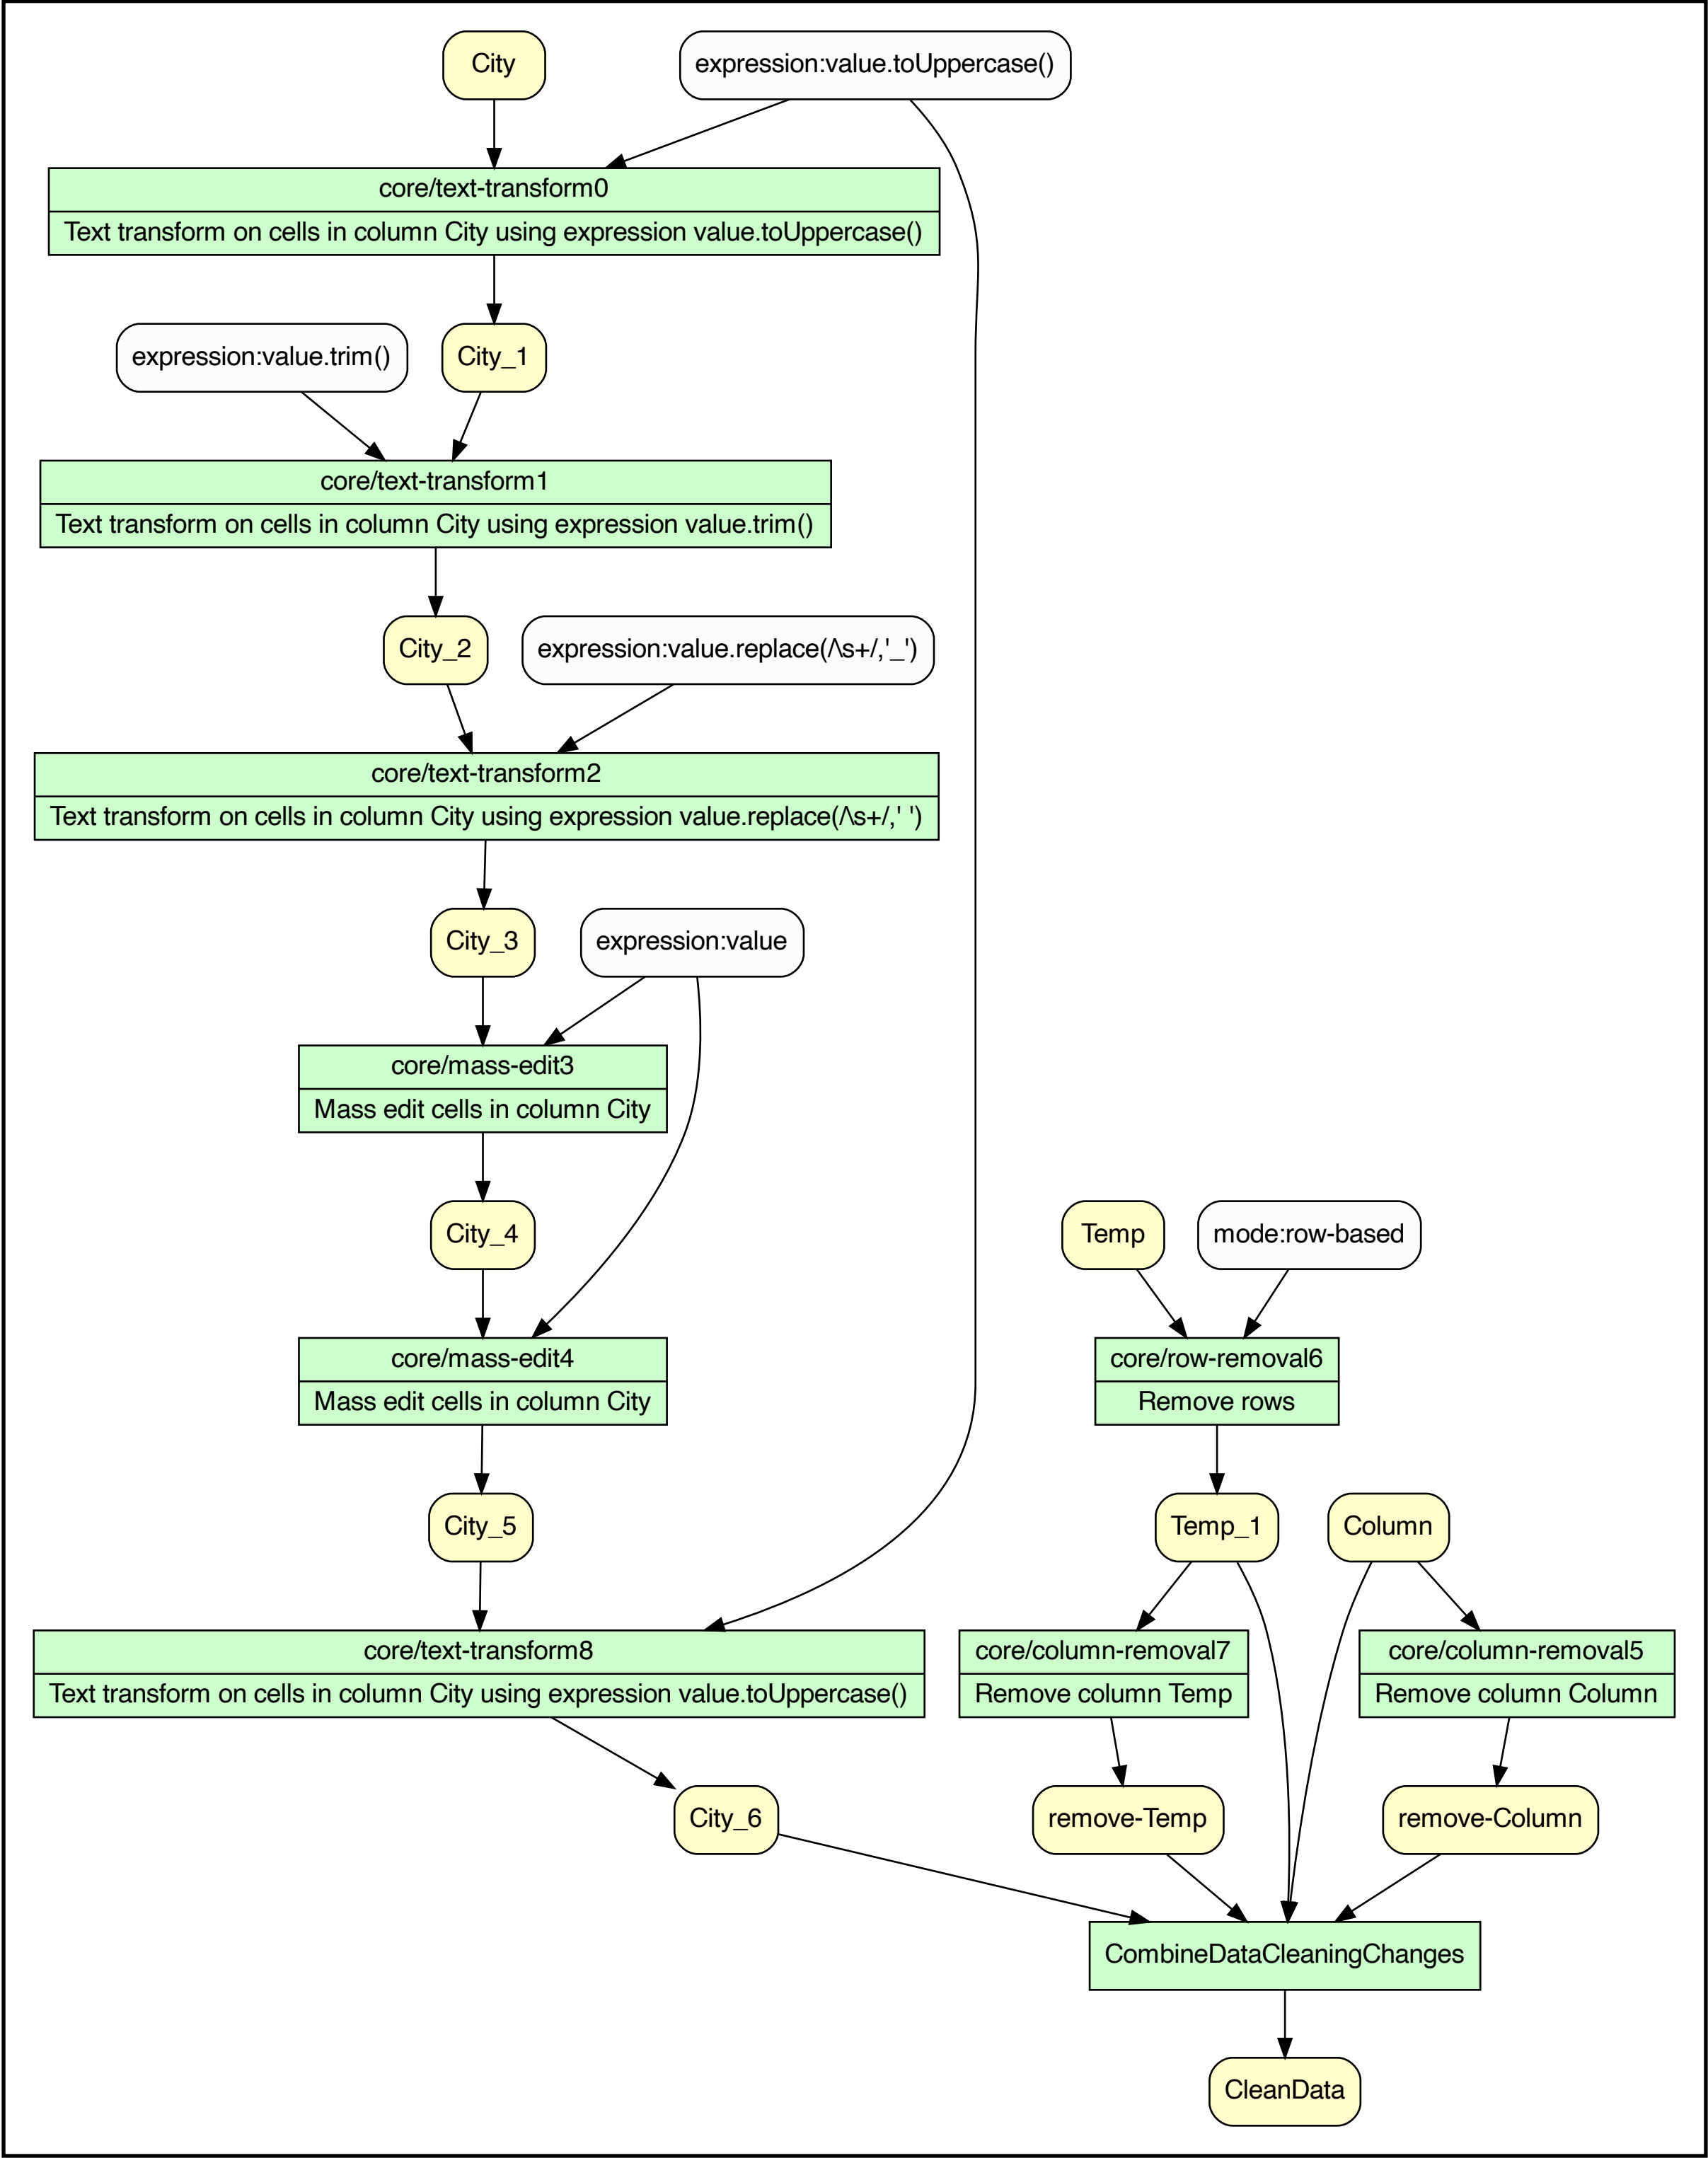 City
expression:value.toUppercase()
core/text-transform0
Text transform on cells in column City using expression value.toUppercase()
expression:value.trim()
City_1
core/text-transform1
Text transform on cells in column City using expression value.trim()
City_2
expression:value.replace(/\s+/,'_')
core/text-transform2
Text transform on cells in column City using expression value.replace(/\s+/,' ')
City_3
expression:value
core/mass-edit3
Mass edit cells in column City
City_4
Temp
mode:row-based
core/mass-edit4
Mass edit cells in column City
core/row-removal6
Remove rows
City_5
Temp_1
Column
core/text-transform8
Text transform on cells in column City using expression value.toUppercase()
core/column-removal7
Remove column Temp
core/column-removal5
Remove column Column
City_6
remove-Temp
remove-Column
CombineDataCleaningChanges
CleanData